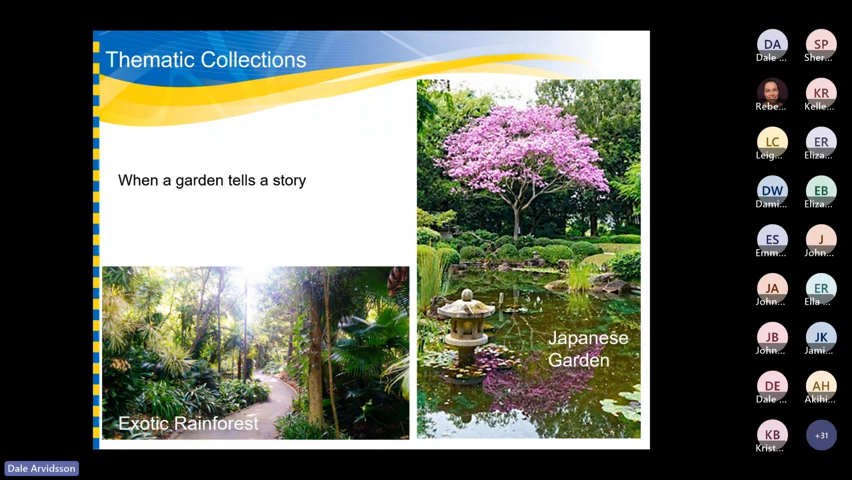 Thematic Collections
When a garden tells a story
Japanese
Garden
Exotic Rainforest
Dale Arvidsson
DA
Dale ...
SP
Sher...
Rebe...
KR
Kelle...
LC
Leig...
ER
Eliza...
DW
Dami...
EB
Eliza...
ES
Emm...
J
John...
JA
John...
ER
Ella ...
JB
John...
JK
Jami...
DE
Dale ...
AH
Akihi...
KB
Krist...
+31